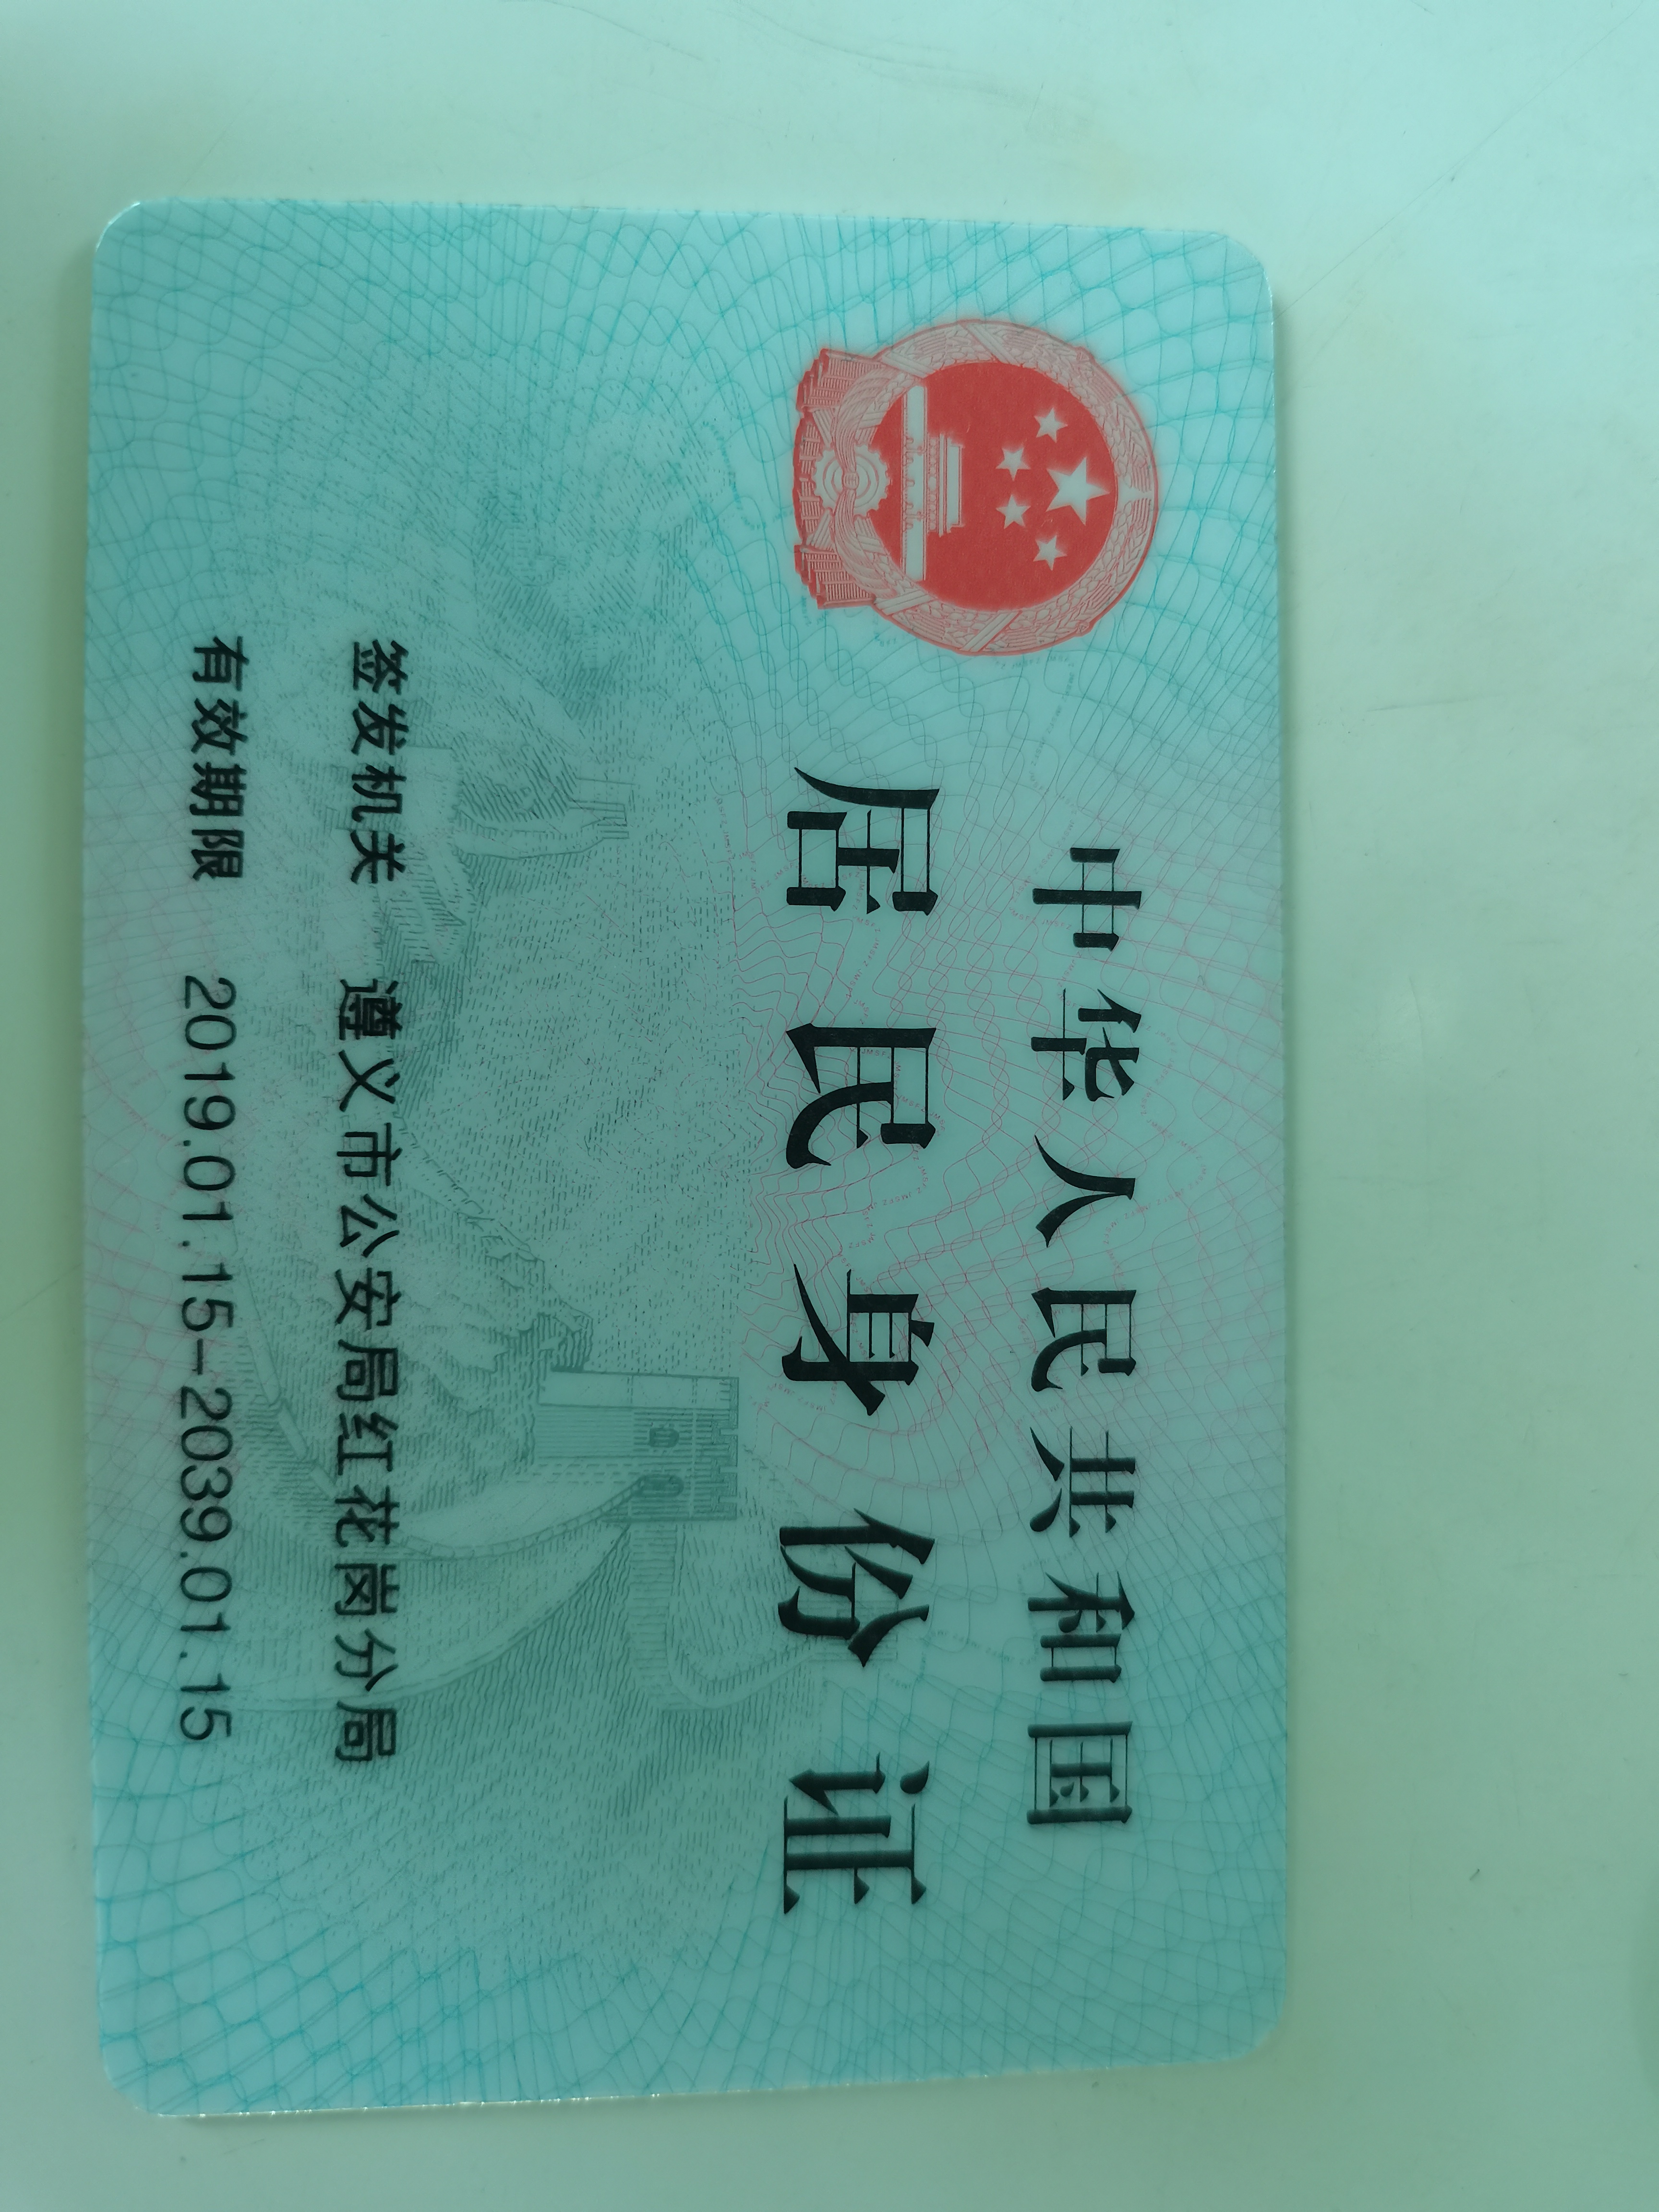 中华人民共和国
居民身份证
签发机关 遵义市公安局红花岗分局
有效期限 2019.01.15-2039.01.15